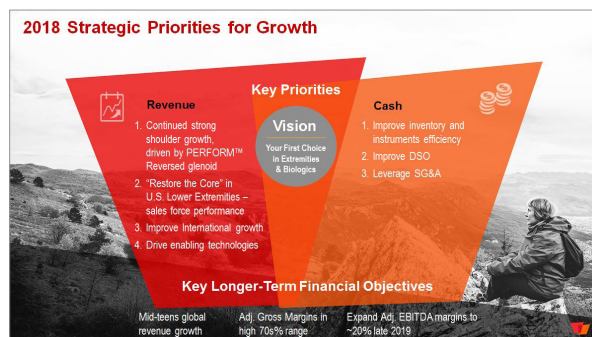 2018 Strategic Priorities for Growth
Key Priorities
Revenue
1. Continued strong
shoulder growth,
driven by PERFORM™
Reversed glenoid
2. “Restore the Core” in
U.S. Lower Extremities –
sales force performance
3. Improve International growth
4. Drive enabling technologies
Vision
Your First Choice
in Extremities
& Biologics
Cash
1. Improve inventory and
instruments efficiency
2. Improve DSO
3. Leverage SG&A
Key Longer-Term Financial Objectives
Mid-teens global
revenue growth
Adj. Gross Margins in
high 70s% range
Expand Adj. EBITDA margins to
~20% late 2019